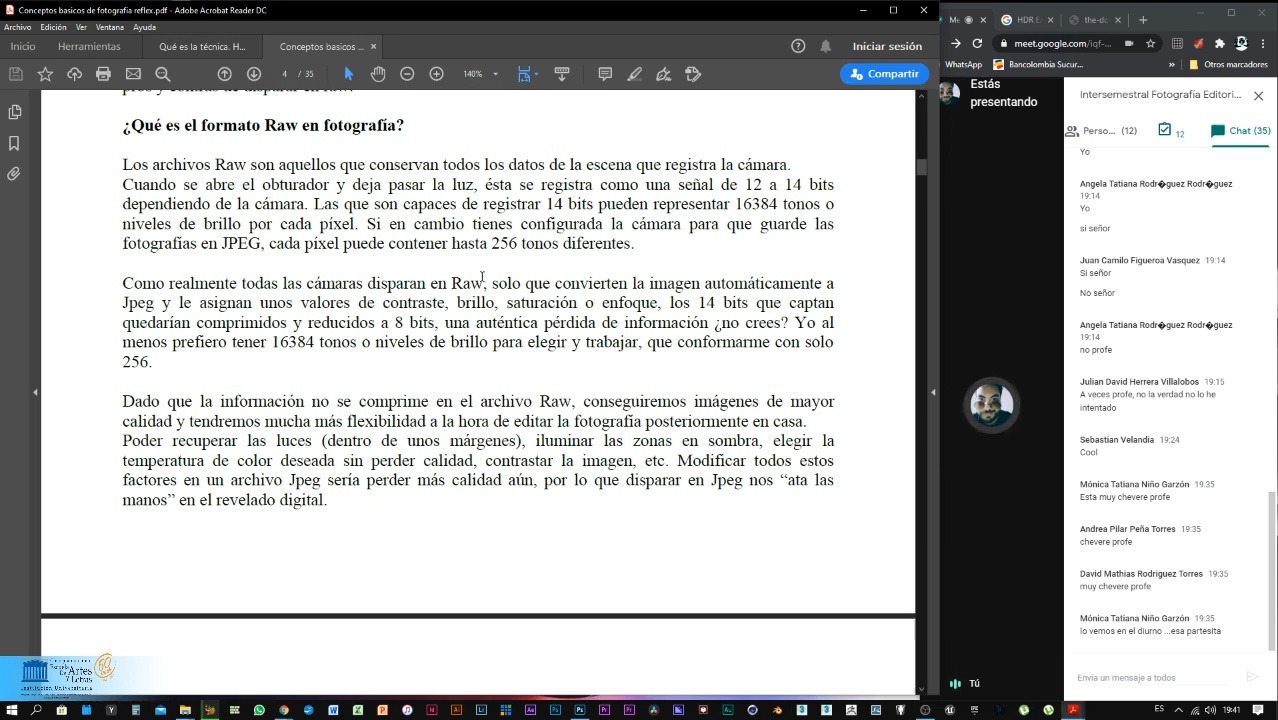 Conceptos basicos de fotografia reflex.pdf - Adobe Acrobat Reader DC
Archivo Edición Ver Ventana Ayuda
Inicio Herramientas Qué es la técnica. H... Conceptos basicos ... × Iniciar sesión
4 / 35 140% Compartir
¿Qué es el formato Raw en fotografía?
Los archivos Raw son aquellos que conservan todos los datos de la escena que registra la cámara.
Cuando se abre el obturador y deja pasar la luz, ésta se registra como una señal de 12 a 14 bits
dependiendo de la cámara. Las que son capaces de registrar 14 bits pueden representar 16384 tonos o
niveles de brillo por cada píxel. Si en cambio tienes configurada la cámara para que guarde las
fotografías en JPEG, cada píxel puede contener hasta 256 tonos diferentes.
Como realmente todas las cámaras disparan en Raw, solo que convierten la imagen automáticamente a
Jpeg y le asignan unos valores de contraste, brillo, saturación o enfoque, los 14 bits que captan
quedarían comprimidos y reducidos a 8 bits, una auténtica pérdida de información ¿no crees? Yo al
menos prefiero tener 16384 tonos o niveles de brillo para elegir y trabajar, que conformarme con solo
256.
Dado que la información no se comprime en el archivo Raw, conseguiremos imágenes de mayor
calidad y tendremos mucha más flexibilidad a la hora de editar la fotografía posteriormente en casa.
Poder recuperar las luces (dentro de unos márgenes), iluminar las zonas en sombra, elegir la
temperatura de color deseada sin perder calidad, contrastar la imagen, etc. Modificar todos estos
factores en un archivo Jpeg sería perder más calidad aún, por lo que disparar en Jpeg nos “ata las
manos” en el revelado digital.
Me HDR E the-do
meet.google.com/iqf-...
WhatsApp Bancolombia Sucur... » Otros marcadores
Estás
presentando
Tú
Intersemestral Fotografía Editori...
Perso... (12) 12 Chat (35)
Yo
Angela Tatiana Rodr�guez Rodr�guez
19:14
Yo
si señor
Juan Camilo Figueroa Vasquez 19:14
Si señor
No señor
Angela Tatiana Rodr�guez Rodr�guez
19:14
no profe
Julian David Herrera Villalobos 19:15
A veces profe, no la verdad no lo he
intentado
Sebastian Velandia 19:24
Cool
Mónica Tatiana Niño Garzón 19:35
Esta muy chevere profe
Andrea Pilar Peña Torres 19:35
chevere profe
David Mathias Rodriguez Torres 19:35
muy chevere profe
Mónica Tatiana Niño Garzón 19:35
lo vemos en el diurno ...esa partesita
Envía un mensaje a todos
ES 19:41